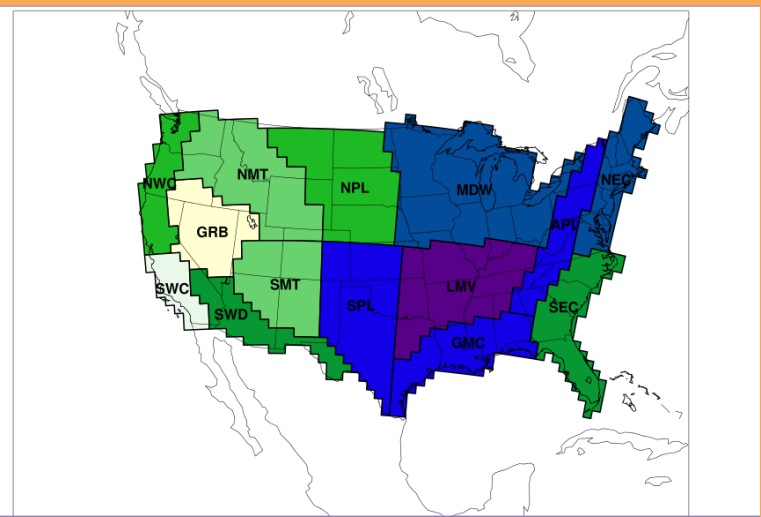 NWC
NMT
NPL
MDW
NEC
GRB
APL
SWC
SWD
SMT
SPL
LMV
SEC
GMC